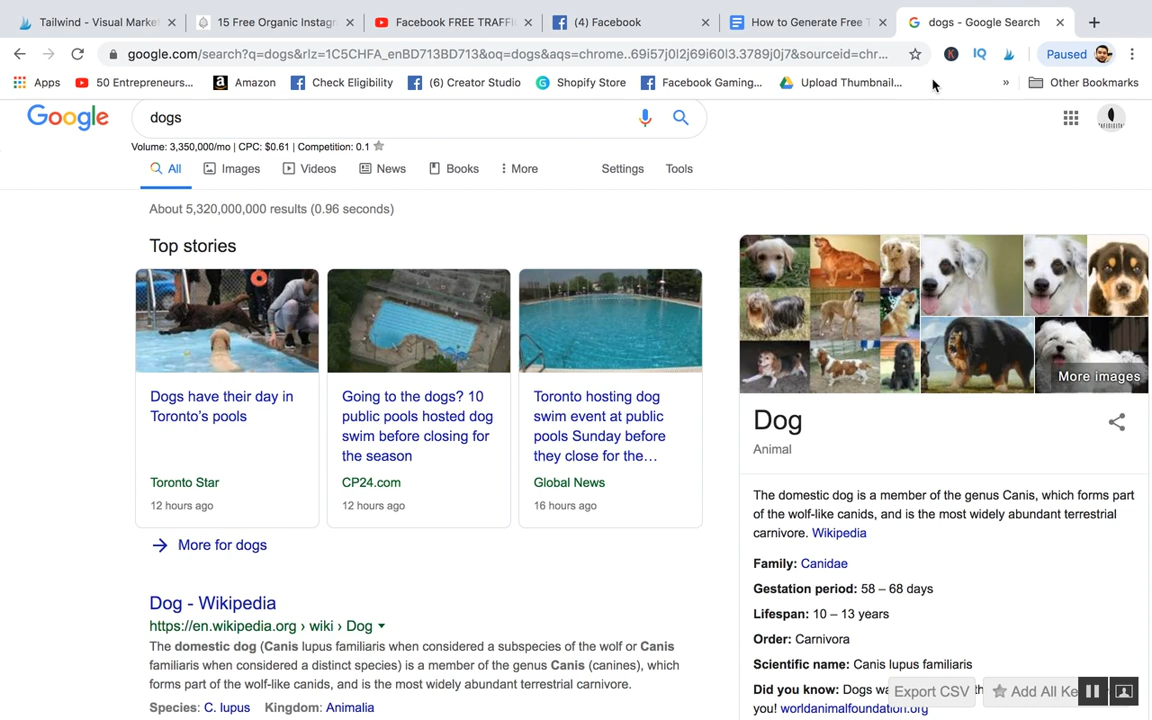 Tailwind - Visual Market
15 Free Organic Instag
Facebook FREE TRAFFI
(4) Facebook
How to Generate Free T
dogs - Google Search
google.com/search?q=dogs&rlz=1C5CHFA_enBD713BD713&oq=dogs&aqs=chrome..69i57j0l2j69i60l3.3789j0j7&sourceid=chr...
K
IQ
Paused
Apps
50 Entrepreneurs...
Amazon
Check Eligibility
(6) Creator Studio
Shopify Store
Facebook Gaming...
Upload Thumbnail...
»
Other Bookmarks
Google
dogs
Volume: 3,350,000/mo | CPC: $0.61 | Competition: 0.1
All
Images
Videos
News
Books
More
Settings
Tools
About 5,320,000,000 results (0.96 seconds)
Top stories
Dogs have their day in
Toronto's pools
Toronto Star
12 hours ago
Going to the dogs? 10
public pools hosted dog
swim before closing for
the season
CP24.com
12 hours ago
Toronto hosting dog
swim event at public
pools Sunday before
they close for the...
Global News
16 hours ago
More for dogs
Dog - Wikipedia
https://en.wikipedia.org › wiki › Dog
The domestic dog (Canis lupus familiaris when considered a subspecies of the wolf or Canis
familiaris when considered a distinct species) is a member of the genus Canis (canines), which
forms part of the wolf-like canids, and is the most widely abundant terrestrial carnivore.
Species: C. lupus Kingdom: Animalia
More images
Dog
Animal
The domestic dog is a member of the genus Canis, which forms part
of the wolf-like canids, and is the most widely abundant terrestrial
carnivore. Wikipedia
Family: Canidae
Gestation period: 58 – 68 days
Lifespan: 10 – 13 years
Order: Carnivora
Scientific name: Canis lupus familiaris
Did you know: Dogs wa
you! worldanimalfoundation.org
Export CSV
Add All Ke